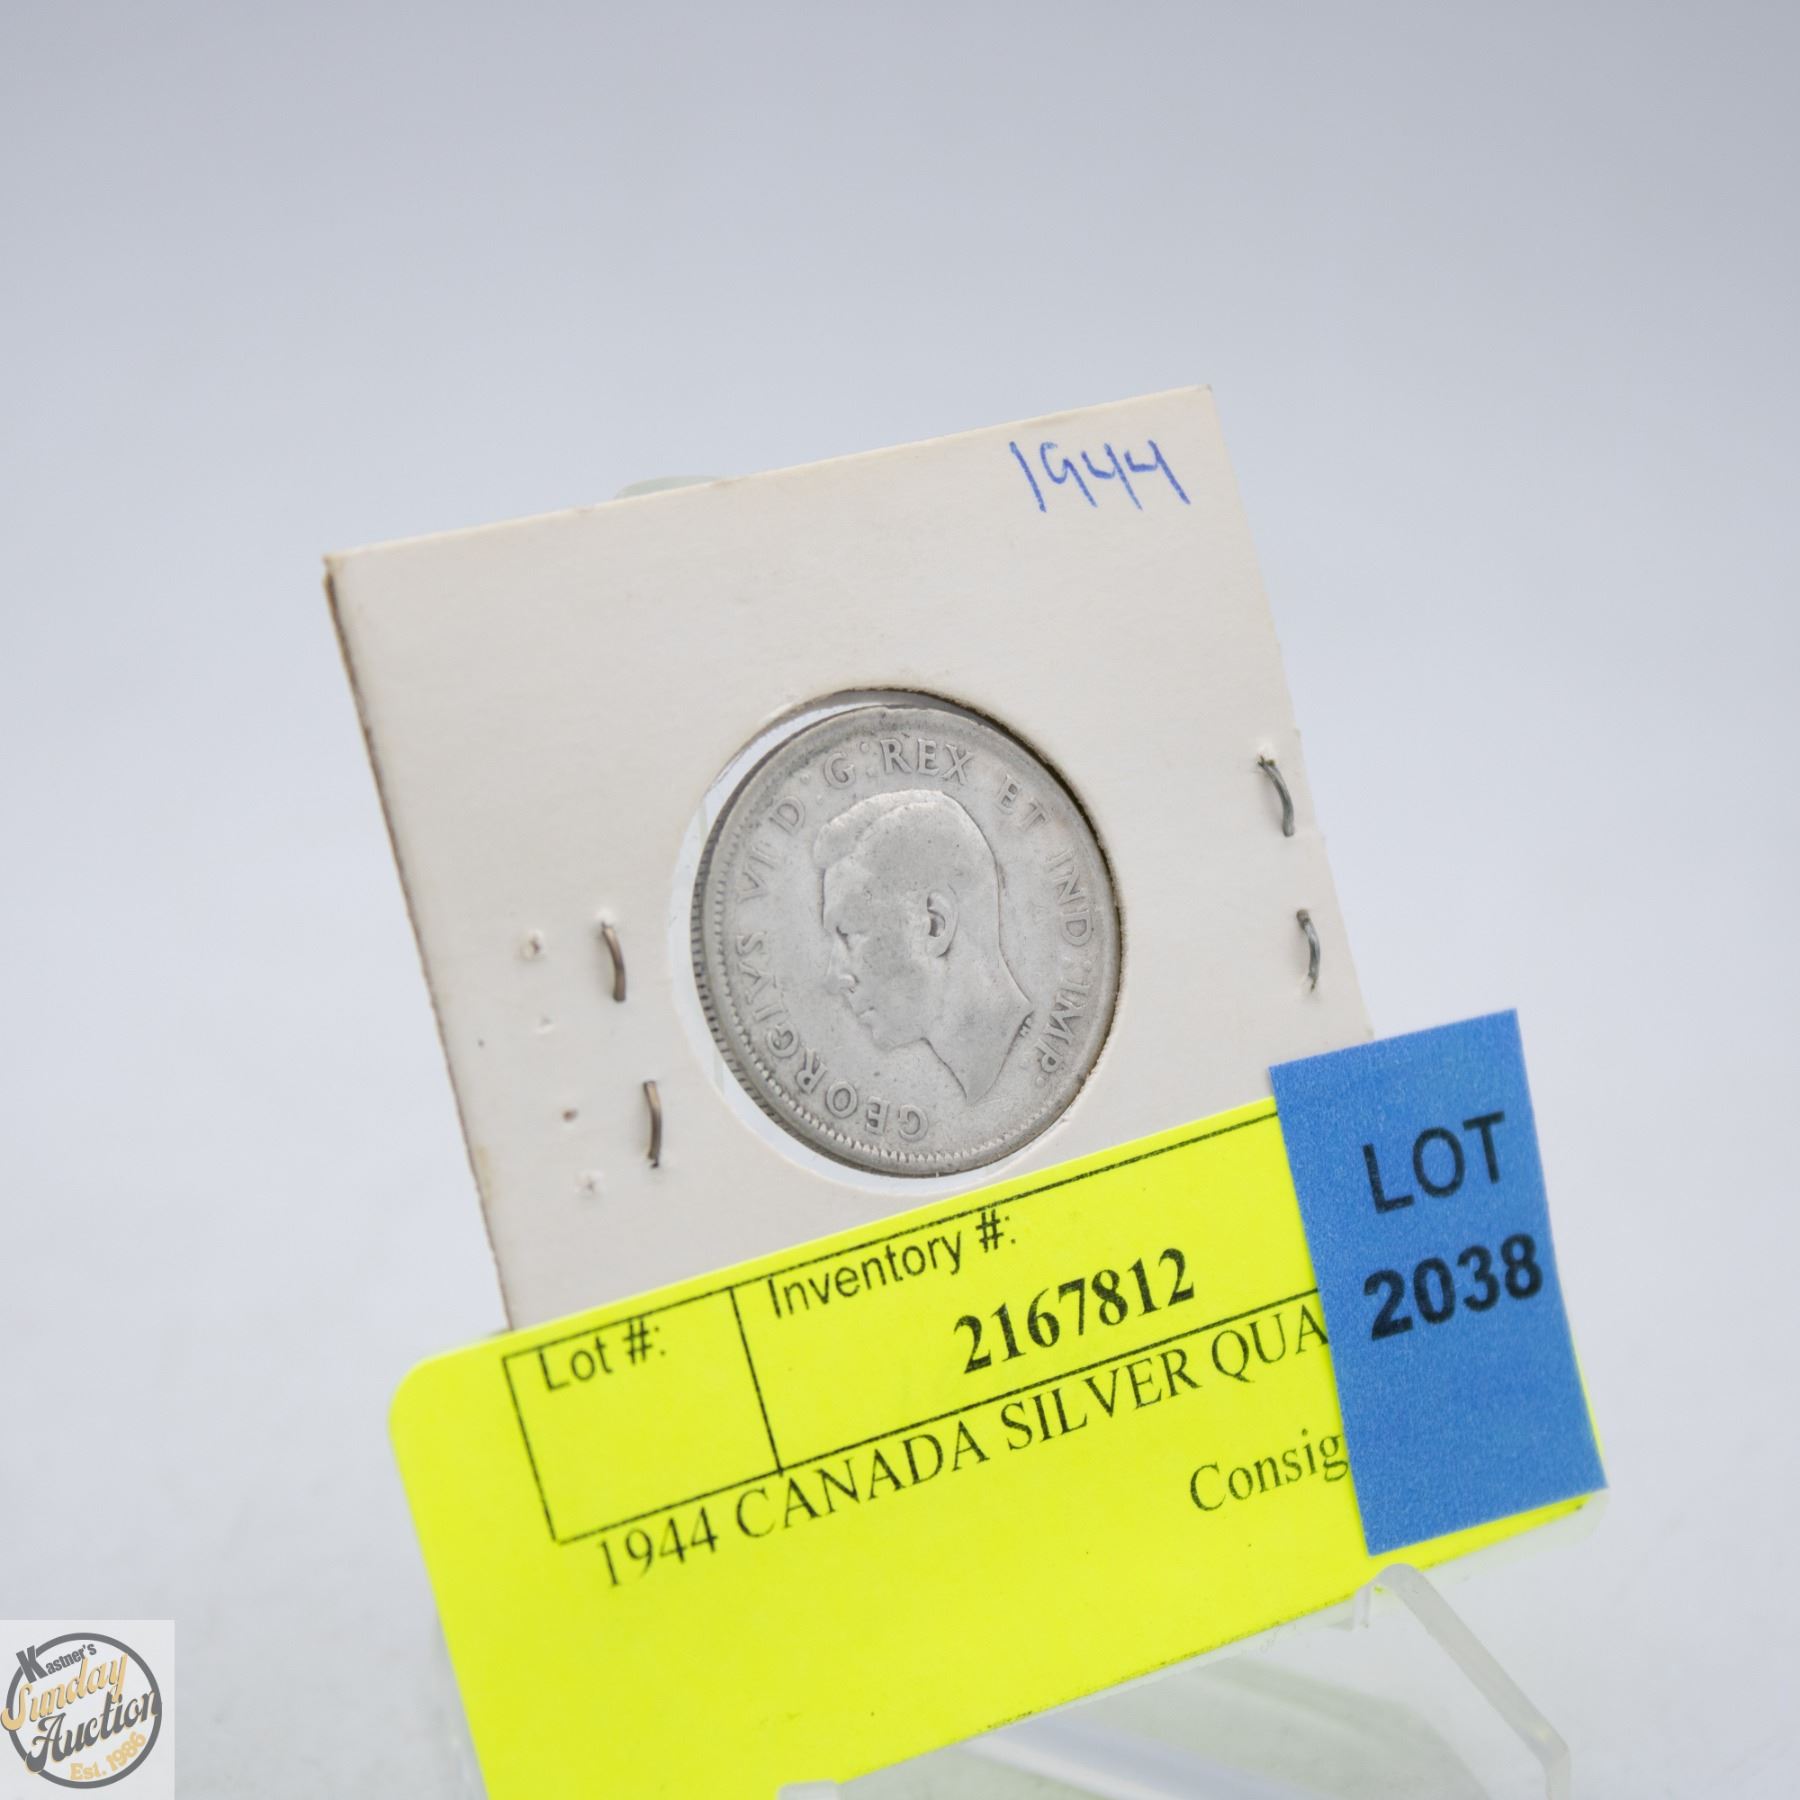 1944
GEORGIVS VI D:G:REX ET IND:IMP:
HP
LOT
2038
Lot #:
Inventory #:
2167812
1944 CANADA SILVER QUA
Consig
Kastner's
Sunday
Auction
Est. 1986